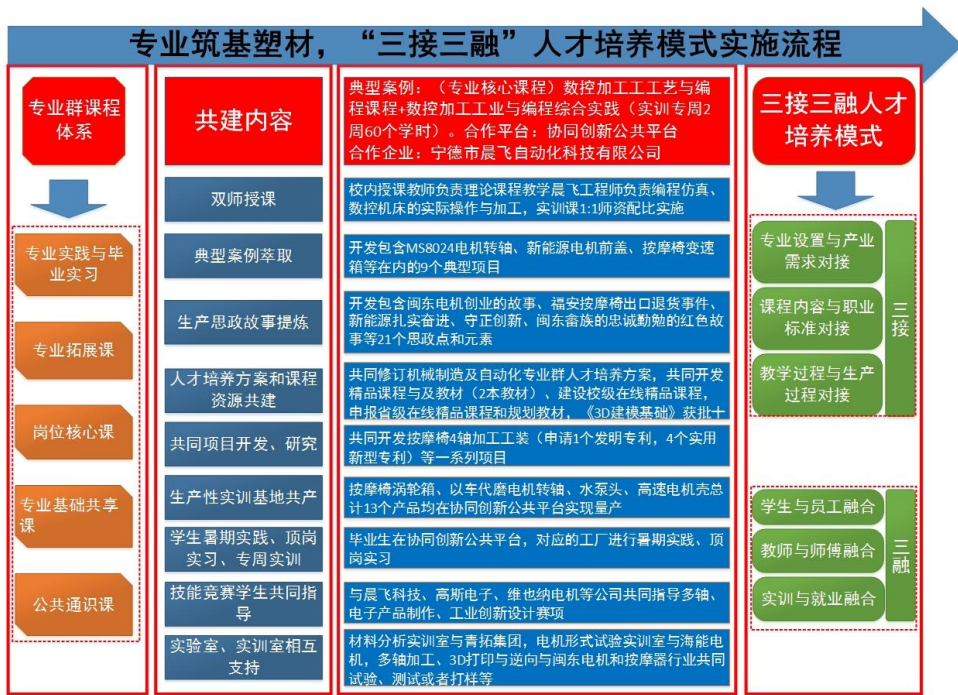 专业筑基塑材，“三接三融”人才培养模式实施流程
专业群课程
体系
专业实践与毕
业实习
专业拓展课
岗位核心课
专业基础共享
课
公共通识课
共建内容
典型案例：（专业核心课程）数控加工工工艺与编
程课程+数控加工工业与编程综合实践（实训专周2
周60个学时）。合作平台：协同创新公共平台
合作企业：宁德市晨飞自动化科技有限公司
双师授课
校内授课教师负责理论课程教学晨飞工程师负责编程仿真、
数控机床的实际操作与加工，实训课1:1师资配比实施
典型案例萃取
开发包含MS8024电机转轴、新能源电机前盖、按摩椅变速
箱等在内的9个典型项目
生产思政故事提炼
开发包含闽东电机创业的故事、福安按摩椅出口退货事件、
新能源扎实奋进、守正创新、闽东畲族的忠诚勤勉的红色故
事等21个思政点和元素
人才培养方案和课程
资源共建
共同修订机械制造及自动化专业群人才培养方案，共同开发
精品课程与及教材（2本教材）、建设校级在线精品课程，
申报省级在线精品课程和规划教材，《3D建模基础》获批十
共同项目开发、研究
共同开发按摩椅4轴加工工装（申请1个发明专利，4个实用
新型专利）等一系列项目
生产性实训基地共产
按摩椅涡轮箱、以车代磨电机转轴、水泵头、高速电机壳总
计13个产品均在协同创新公共平台实现量产
学生暑期实践、顶岗
实习、专周实训
毕业生在协同创新公共平台，对应的工厂进行暑期实践、顶
岗实习
技能竞赛学生共同指
导
与晨飞科技、高斯电子、维也纳电机等公司共同指导多轴、
电子产品制作、工业创新设计赛项
实验室、实训室相互
支持
材料分析实训室与青拓集团，电机形式试验实训室与海能电
机，多轴加工、3D打印与逆向与闽东电机和按摩器行业共同
试验、测试或者打样等
三接三融人才
培养模式
专业设置与产业
需求对接
课程内容与职业
标准对接
教学过程与生产
过程对接
三接
学生与员工融合
教师与师傅融合
实训与就业融合
三融